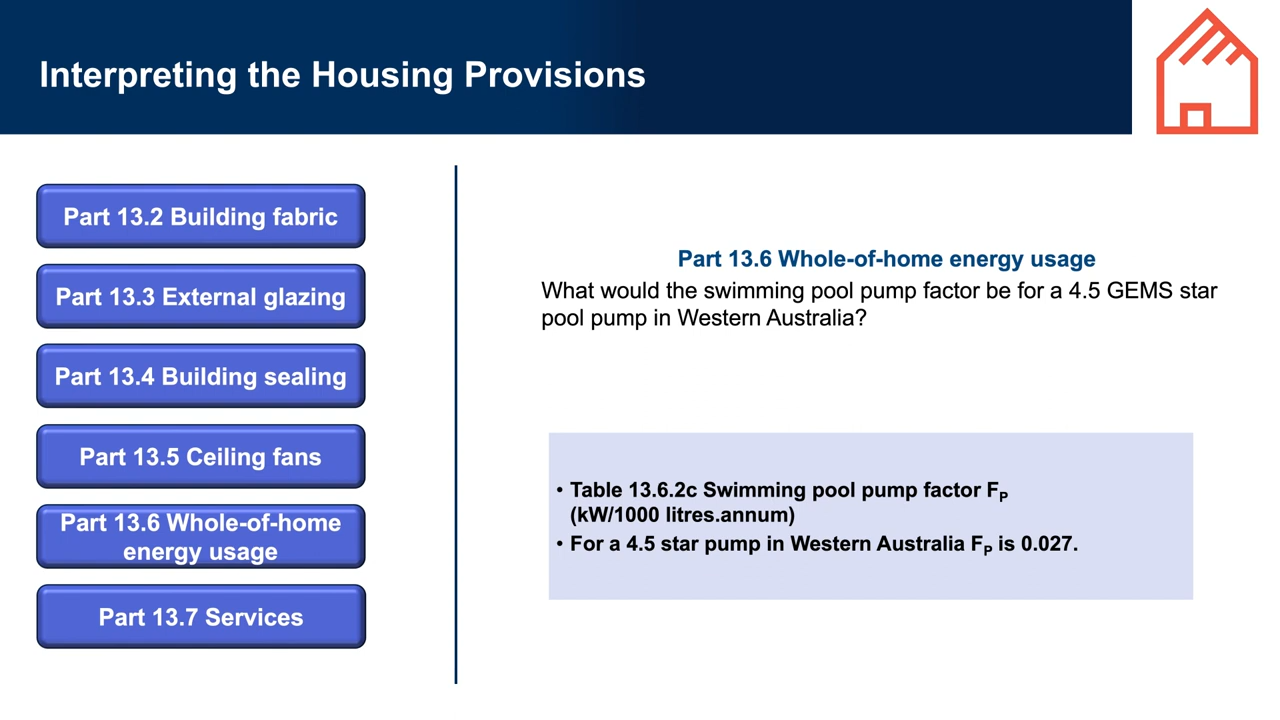 Interpreting the Housing Provisions
Part 13.2 Building fabric
Part 13.3 External glazing
Part 13.4 Building sealing
Part 13.5 Ceiling fans
Part 13.6 Whole-of-home
energy usage
Part 13.7 Services
Part 13.6 Whole-of-home energy usage
What would the swimming pool pump factor be for a 4.5 GEMS star
pool pump in Western Australia?
• Table 13.6.2c Swimming pool pump factor FP
(kW/1000 litres.annum)
• For a 4.5 star pump in Western Australia FP is 0.027.